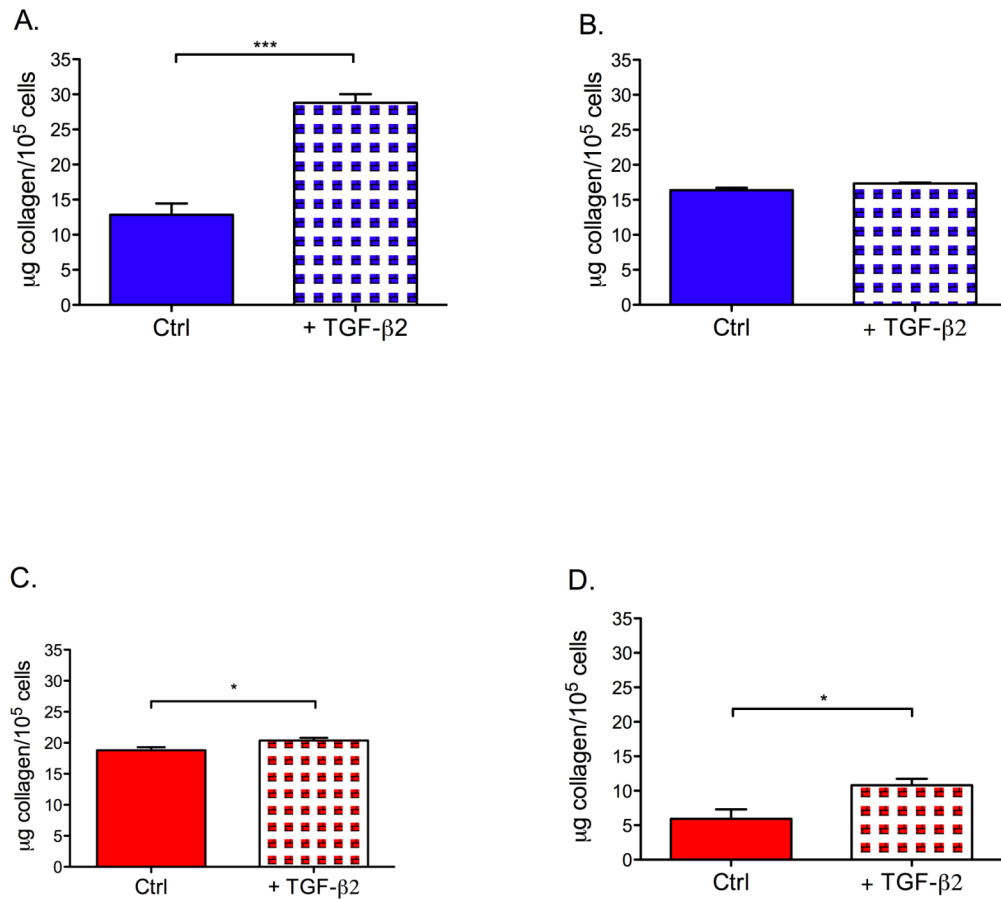 A.
***
µg collagen/10⁵ cells
35
30
25
20
15
10
5
0
Ctrl
+ TGF-β2
B.
µg collagen/10⁵ cells
35
30
25
20
15
10
5
0
Ctrl
+ TGF-β2
C.
*
µg collagen/10⁵ cells
35
30
25
20
15
10
5
0
Ctrl
+ TGF-β2
D.
*
µg collagen/10⁵ cells
35
30
25
20
15
10
5
0
Ctrl
+ TGF-β2